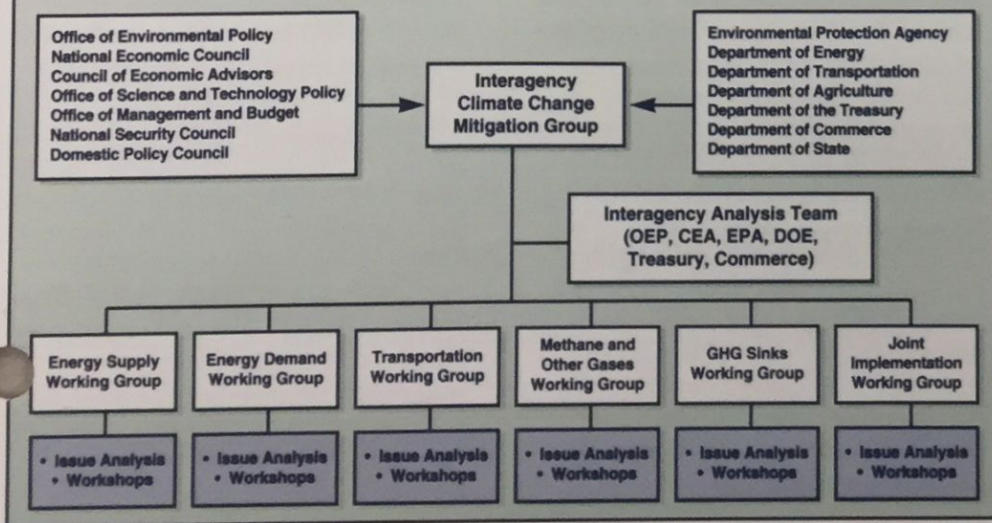 Office of Environmental Policy
National Economic Council
Council of Economic Advisors
Office of Science and Technology Policy
Office of Management and Budget
National Security Council
Domestic Policy Council
Interagency
Climate Change
Mitigation Group
Environmental Protection Agency
Department of Energy
Department of Transportation
Department of Agriculture
Department of the Treasury
Department of Commerce
Department of State
Interagency Analysis Team
(OEP, CEA, EPA, DOE,
Treasury, Commerce)
Energy Supply
Working Group
Energy Demand
Working Group
Transportation
Working Group
Methane and
Other Gases
Working Group
GHG Sinks
Working Group
Joint
Implementation
Working Group
• Issue Analysis
• Workshops
• Issue Analysis
• Workshops
• Issue Analysis
• Workshops
• Issue Analysis
• Workshops
• Issue Analysis
• Workshops
• Issue Analysis
• Workshops